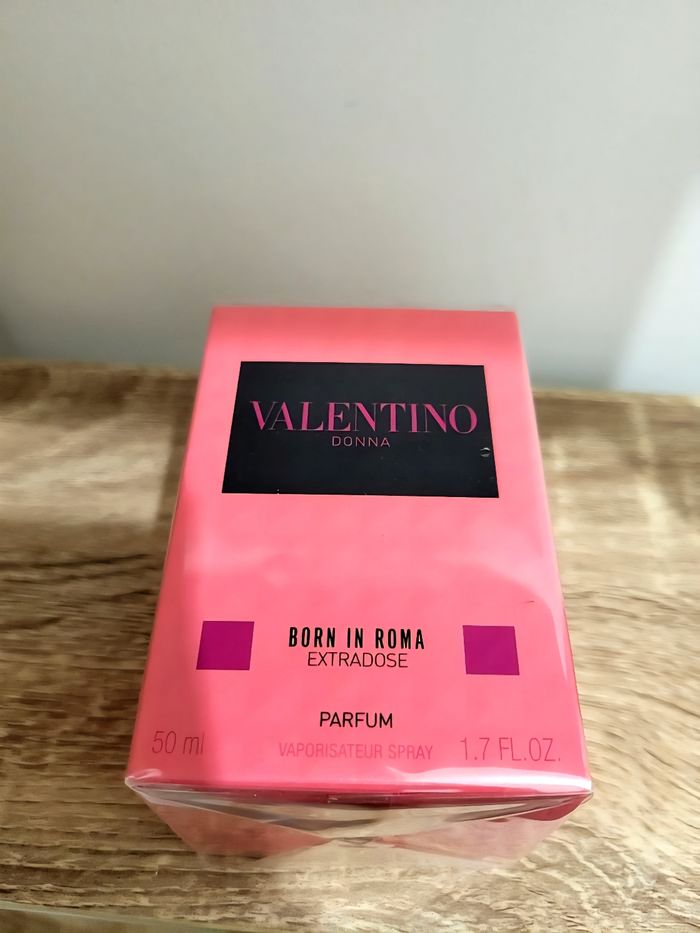 VALENTINO
DONNA
BORN IN ROMA
EXTRADOSE
PARFUM
50 ml VAPORISATEUR SPRAY 1.7 FL.OZ.